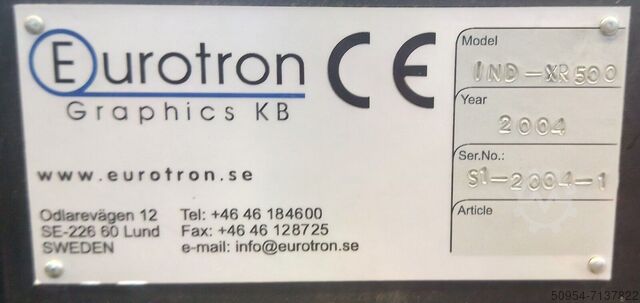 Eurotron
Graphics KB
CE
www.eurotron.se
Odlarevägen 12
SE-226 60 Lund
SWEDEN
Tel: +46 46 184600
Fax: +46 46 128725
e-mail: info@eurotron.se
Model
IND-XR500
Year
2004
Ser.No.:
S1-2004-1
Article
50954-7137822